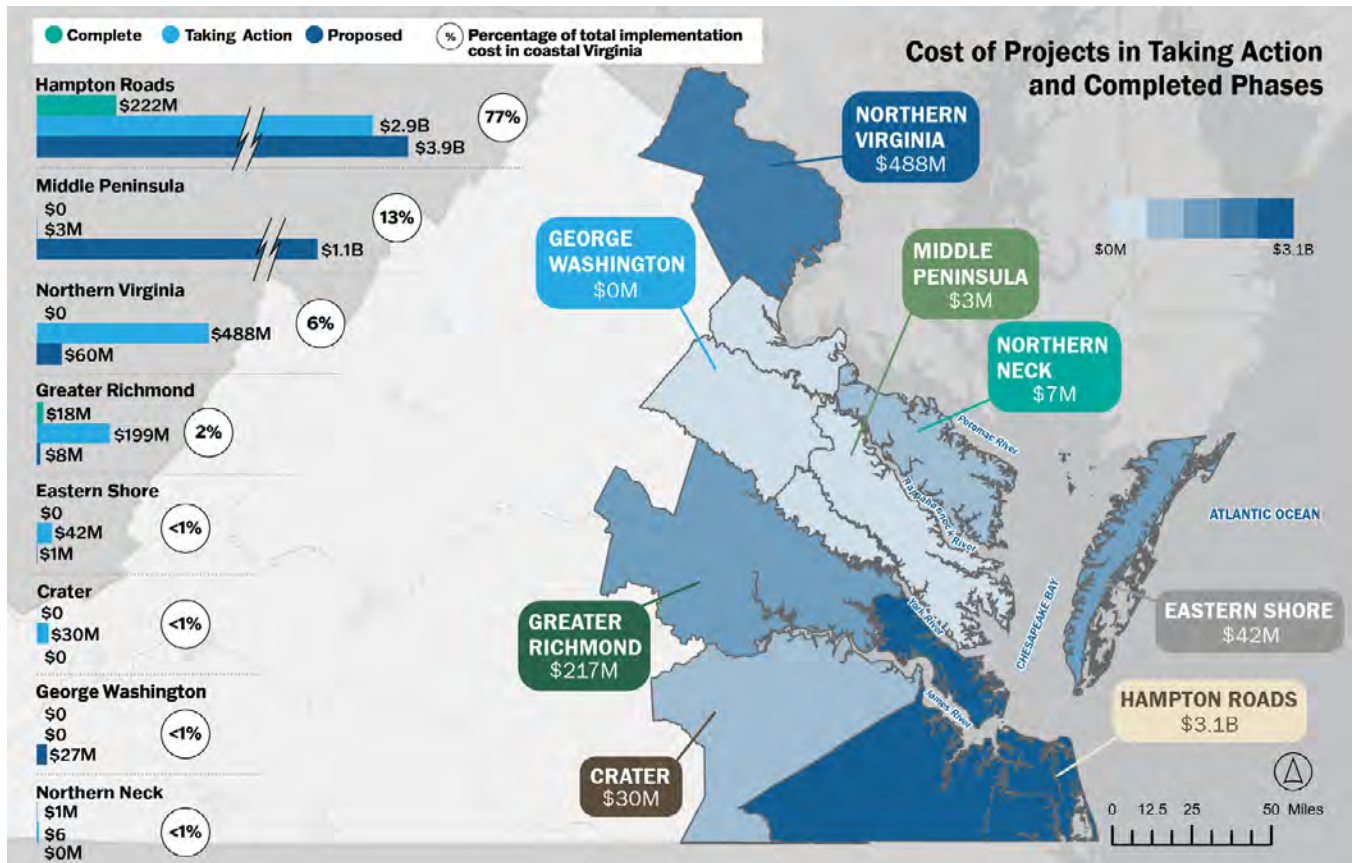 Complete
Taking Action
Proposed
% Percentage of total implementation
cost in coastal Virginia
Cost of Projects in Taking Action
and Completed Phases
Hampton Roads
$222M
$2.9B
$3.9B
77%
Middle Peninsula
$0
$3M
$1.1B
13%
Northern Virginia
$0
$488M
$60M
6%
Greater Richmond
$18M
$199M
$8M
2%
Eastern Shore
$0
$42M
$1M
<1%
Crater
$0
$30M
$0
<1%
George Washington
$0
$0
$27M
<1%
Northern Neck
$1M
$6
$0M
<1%
NORTHERN
VIRGINIA
$488M
GEORGE
WASHINGTON
$0M
MIDDLE
PENINSULA
$3M
NORTHERN
NECK
$7M
$0M
$3.1B
Potomac River
Rappahannock River
York River
James River
CHESAPEAKE BAY
ATLANTIC OCEAN
GREATER
RICHMOND
$217M
EASTERN SHORE
$42M
HAMPTON ROADS
$3.1B
CRATER
$30M
0 12.5 25 50 Miles